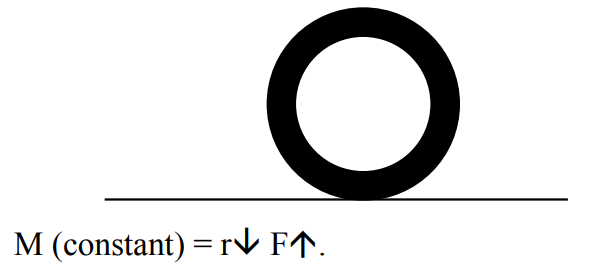 M (constant) = r↓ F↑.